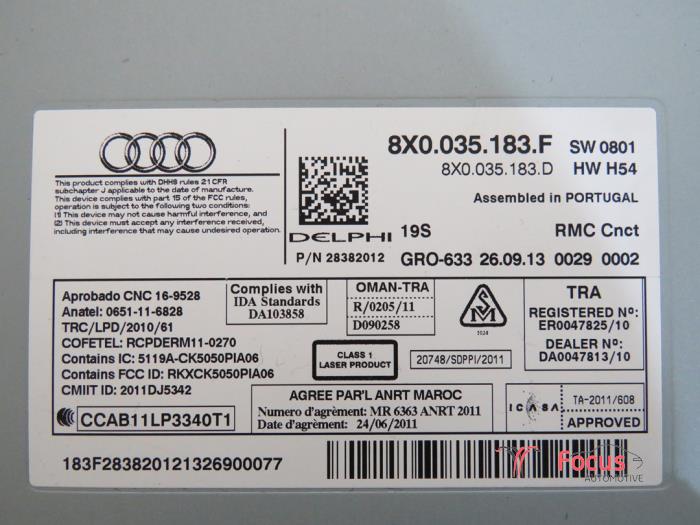 This product complies with DHHS rules 21 CFR
subchapter J applicable to the date of manufacture.
This device complies with part 15 of the FCC rules,
operation is subject to the following two conditions:
(1) This device may not cause harmful interference, and
(2) This device must accept any interference received,
including interference that may cause undesired operation.
DELPHI
P/N 28382012
8X0.035.183.F SW 0801
8X0.035.183.D HW H54
Assembled in PORTUGAL
19S RMC Cnct
GRO-633 26.09.13 0029 0002
Aprobado CNC 16-9528
Anatel: 0651-11-6828
TRC/LPD/2010/61
COFETEL: RCPDERM11-0270
Contains IC: 5119A-CK5050PIA06
Contains FCC ID: RKXCK5050PIA06
CMIIT ID: 2011DJ5342
CCAB11LP3340T1
Complies with
IDA Standards
DA103858
OMAN-TRA
R/0205/11
D090258
CLASS 1
LASER PRODUCT
20748/SDPPI/2011
TRA
REGISTERED Nº:
ER0047825/10
DEALER Nº:
DA0047813/10
AGREE PAR'L ANRT MAROC
Numero d'agrément: MR 6363 ANRT 2011
Date d'agrément: 24/06/2011
ICASA
TA-2011/608
APPROVED
183F283820121326900077
Focus
AUTOMOTIVE